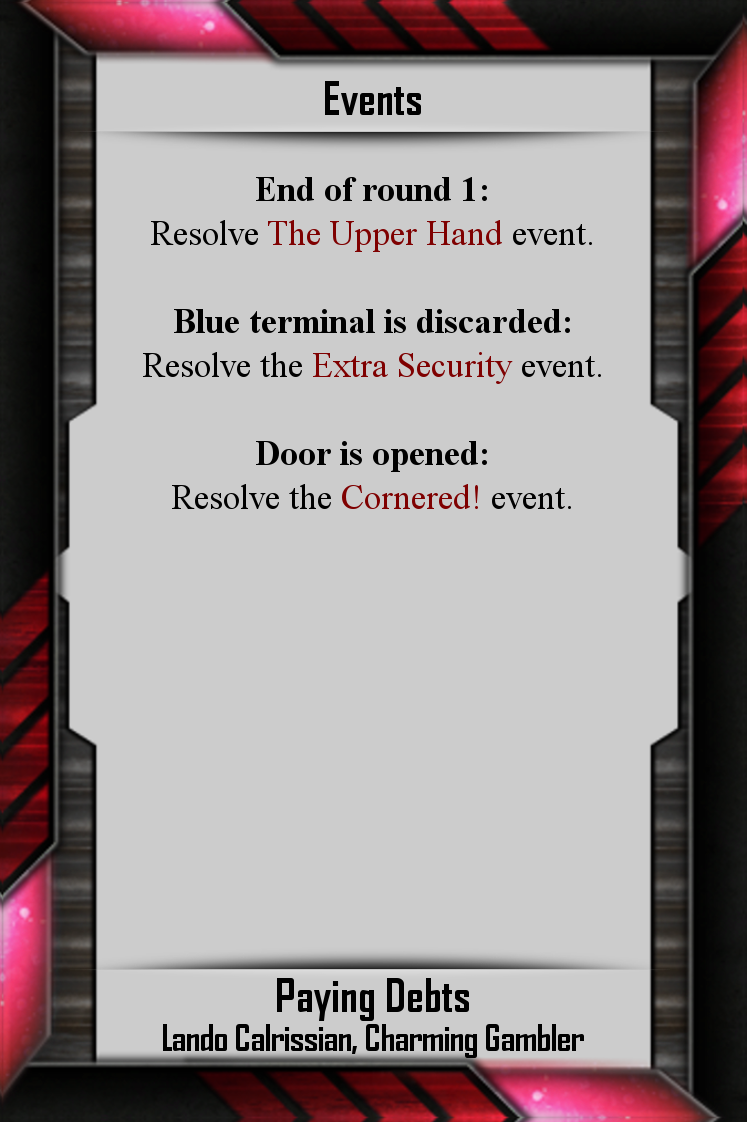 Events
End of round 1:
Resolve The Upper Hand event.
Blue terminal is discarded:
Resolve the Extra Security event.
Door is opened:
Resolve the Cornered! event.
Paying Debts
Lando Calrissian, Charming Gambler